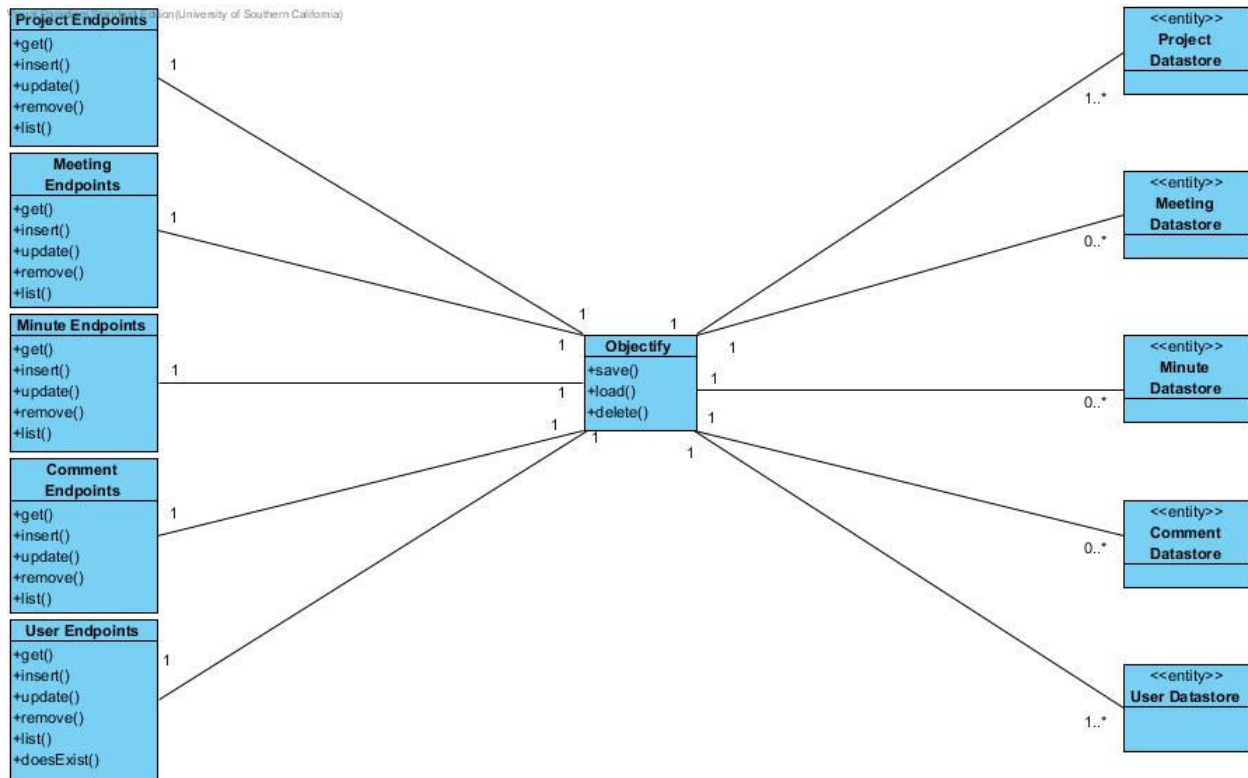 (University of Southern California)
Project Endpoints
+get()
+insert()
+update()
+remove()
+list()
1
Meeting
Endpoints
+get()
+insert()
+update()
+remove()
+list()
1
Minute Endpoints
+get()
+insert()
+update()
+remove()
+list()
1
Comment
Endpoints
+get()
+insert()
+update()
+remove()
+list()
1
User Endpoints
+get()
+insert()
+update()
+remove()
+list()
+doesExist()
1
1
1
1
1
1
Objectify
+save()
+load()
+delete()
1
1
1
1
1
<<entity>>
Project
Datastore
1..*
<<entity>>
Meeting
Datastore
0..*
<<entity>>
Minute
Datastore
0..*
<<entity>>
Comment
Datastore
0..*
<<entity>>
User Datastore
1..*